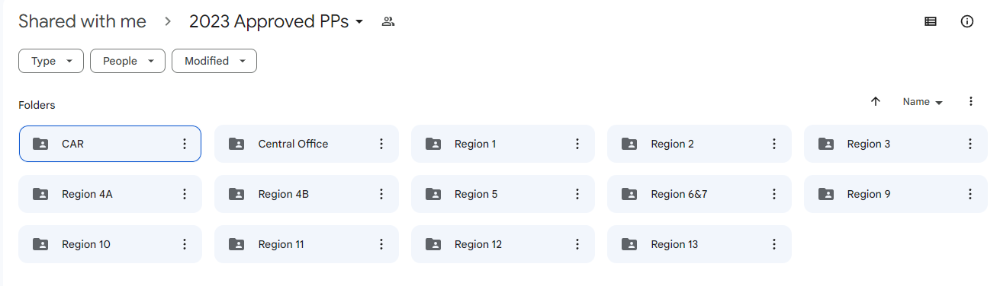 Shared with me > 2023 Approved PPs
Type People Modified
Folders Name
CAR Central Office Region 1 Region 2 Region 3
Region 4A Region 4B Region 5 Region 6&7 Region 9
Region 10 Region 11 Region 12 Region 13